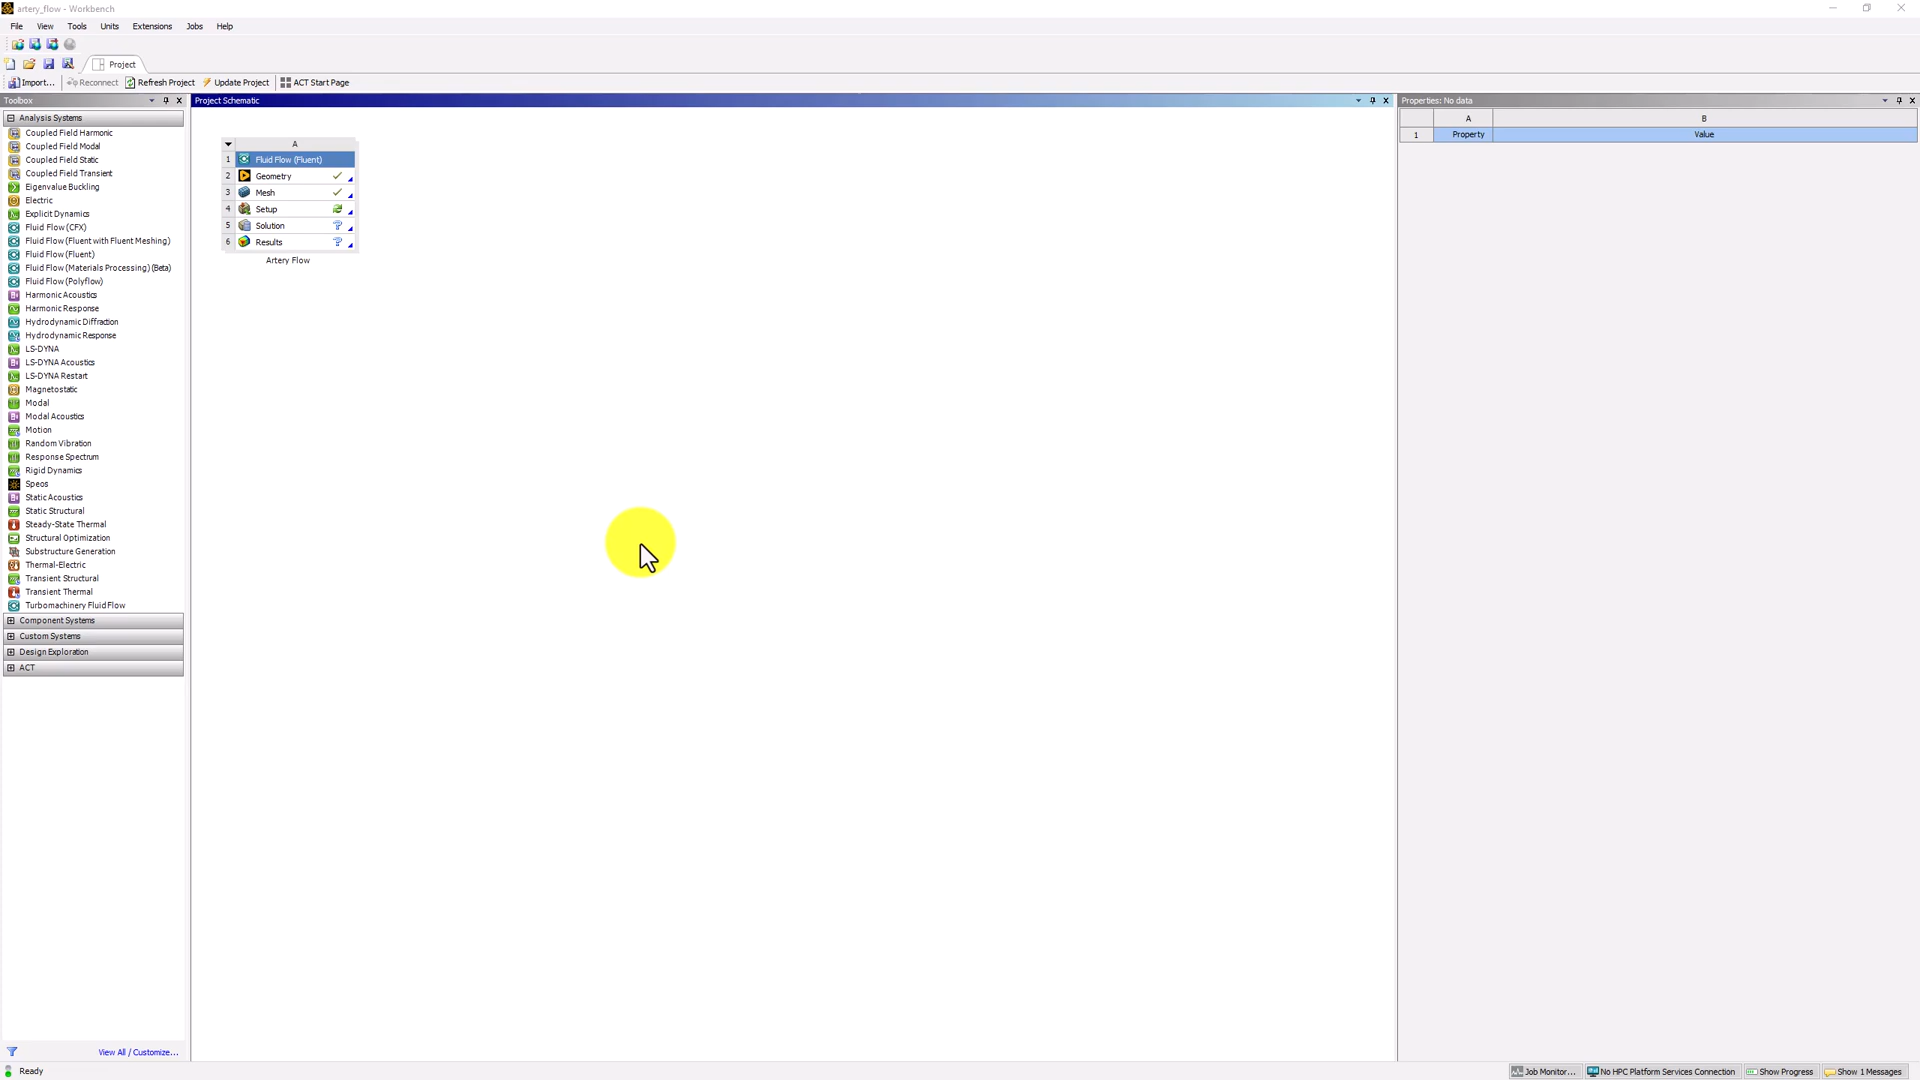 artery_flow - Workbench
File View Tools Units Extensions Jobs Help
Project
Import... Reconnect Refresh Project Update Project ACT Start Page
Toolbox
Analysis Systems
Coupled Field Harmonic
Coupled Field Modal
Coupled Field Static
Coupled Field Transient
Eigenvalue Buckling
Electric
Explicit Dynamics
Fluid Flow (CFX)
Fluid Flow (Fluent with Fluent Meshing)
Fluid Flow (Fluent)
Fluid Flow (Materials Processing) (Beta)
Fluid Flow (Polyflow)
Harmonic Acoustics
Harmonic Response
Hydrodynamic Diffraction
Hydrodynamic Response
LS-DYNA
LS-DYNA Acoustics
LS-DYNA Restart
Magnetostatic
Modal
Modal Acoustics
Motion
Random Vibration
Response Spectrum
Rigid Dynamics
Speos
Static Acoustics
Static Structural
Steady-State Thermal
Structural Optimization
Substructure Generation
Thermal-Electric
Transient Structural
Transient Thermal
Turbomachinery Fluid Flow
Component Systems
Custom Systems
Design Exploration
ACT
View All / Customize...
Project Schematic
A
1 Fluid Flow (Fluent)
2 Geometry
3 Mesh
4 Setup
5 Solution ?
6 Results ?
Artery Flow
Properties: No data
A B
1 Property Value
Ready
Job Monitor... No HPC Platform Services Connection Show Progress Show 1 Messages